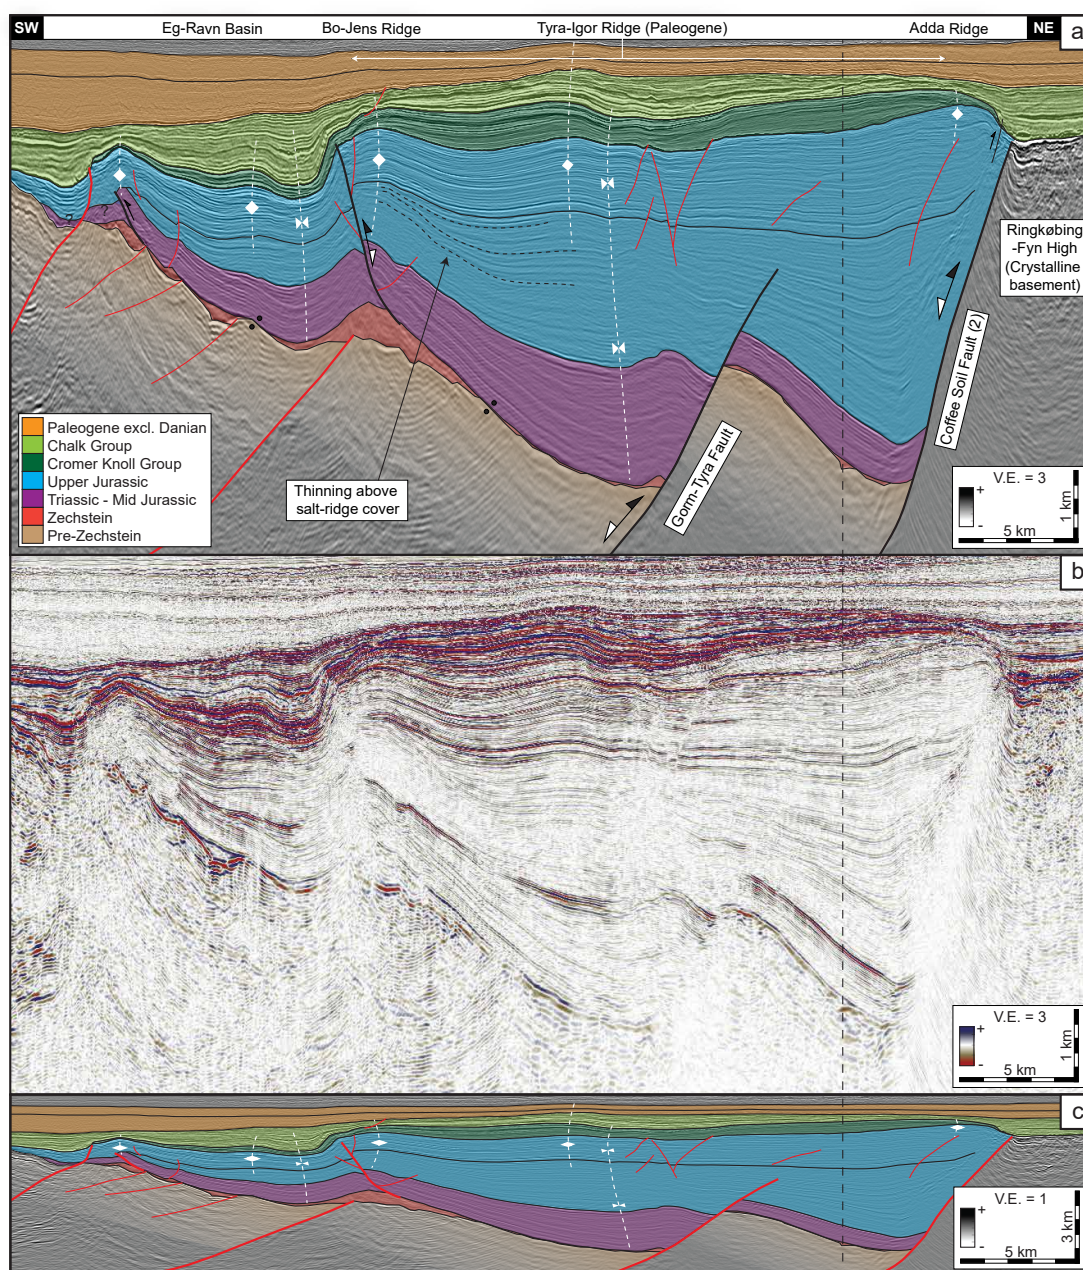 SW
Eg-Ravn Basin
Bo-Jens Ridge
Tyra-Igor Ridge (Paleogene)
Adda Ridge
NE
a
Ringkøbing
-Fyn High
(Crystalline
basement)
Coffee Soil Fault (2)
Gorm-Tyra Fault
Thinning above
salt-ridge cover
?
Paleogene excl. Danian
Chalk Group
Cromer Knoll Group
Upper Jurassic
Triassic - Mid Jurassic
Zechstein
Pre-Zechstein
V.E. = 3
+
-
5 km
1 km
b
V.E. = 3
+
-
5 km
1 km
c
V.E. = 1
+
-
5 km
3 km